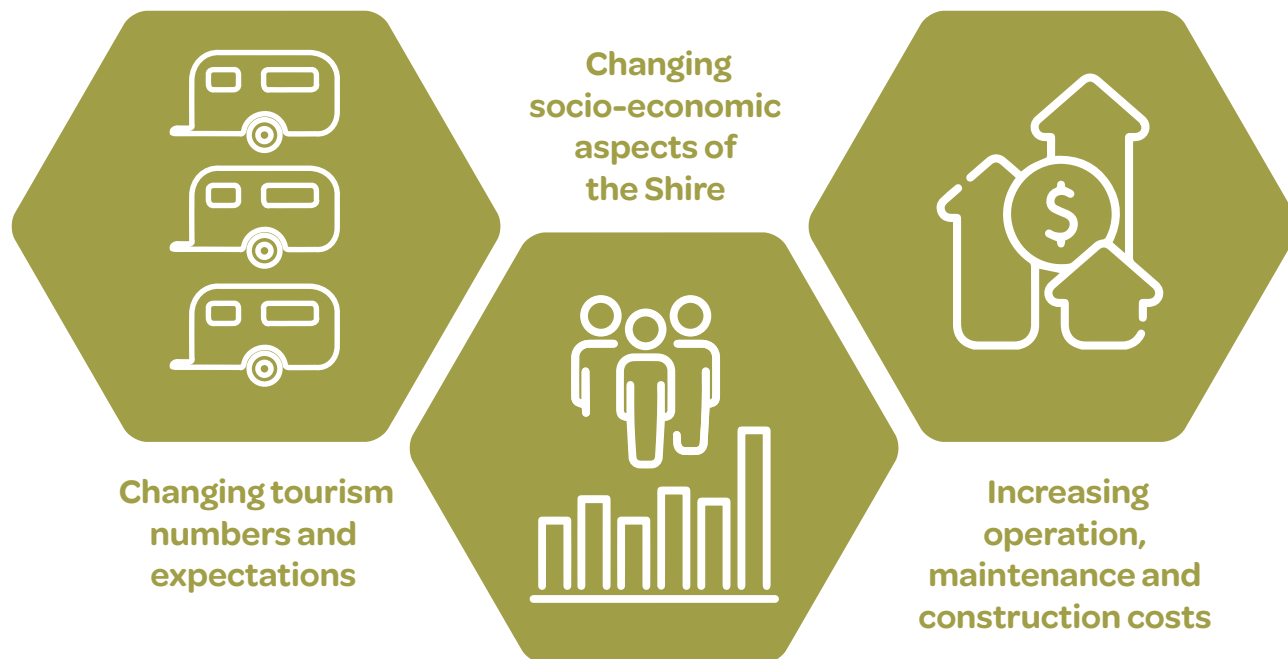 Changing tourism
numbers and
expectations
Changing
socio-economic
aspects of
the Shire
$
Increasing
operation,
maintenance and
construction costs